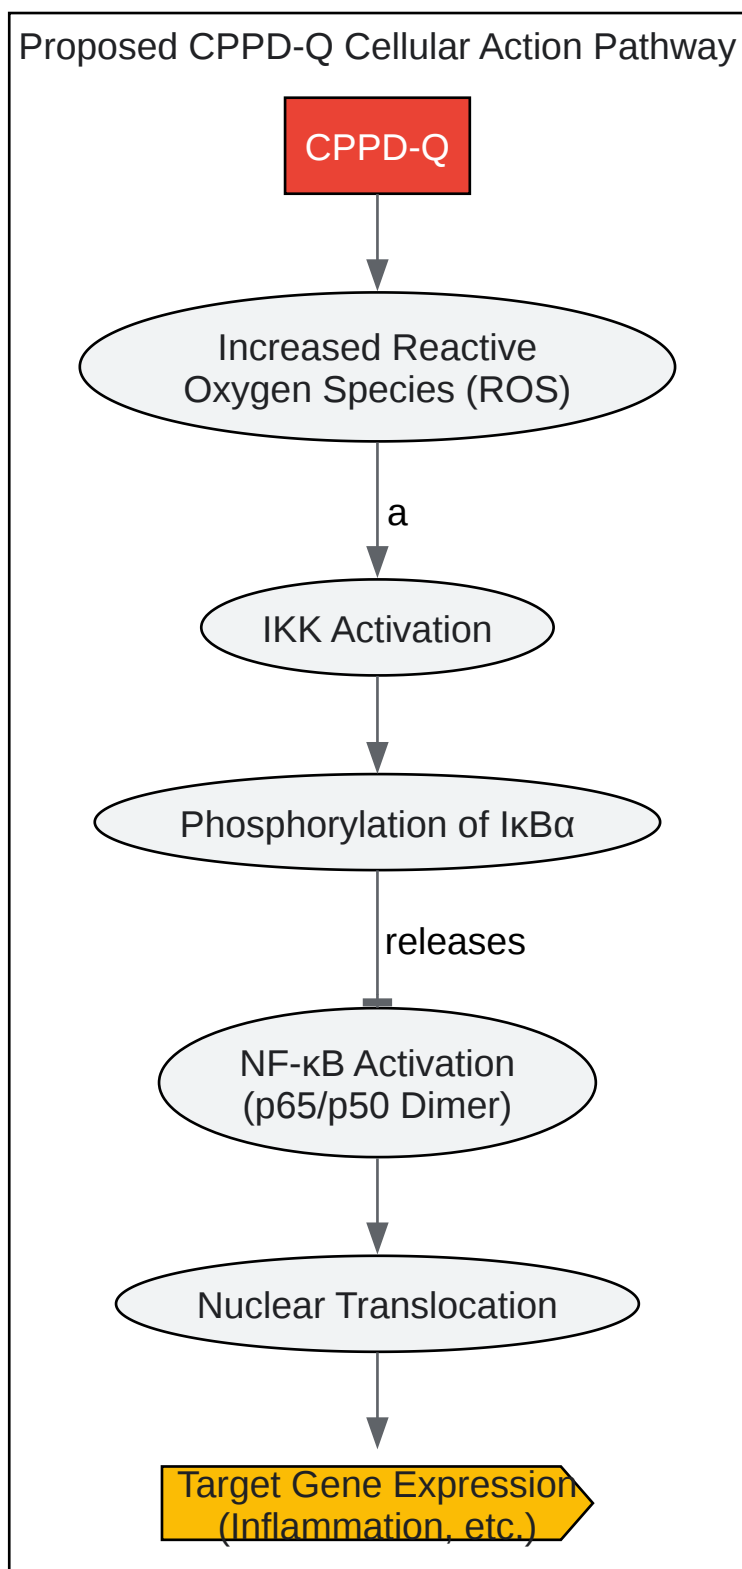 Proposed CPPD-Q Cellular Action Pathway
CPPD-Q
Increased Reactive
Oxygen Species (ROS)
a
IKK Activation
Phosphorylation of IκBα
releases
NF-κB Activation
(p65/p50 Dimer)
Nuclear Translocation
Target Gene Expression
(Inflammation, etc.)